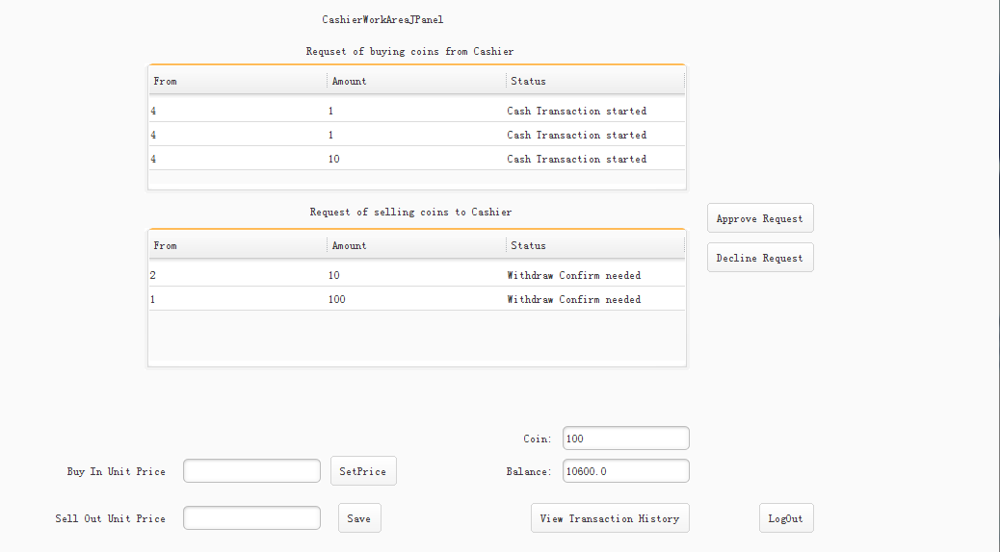 CashierWorkAreaJPanel
Requset of buying coins from Cashier
From Amount Status
4 1 Cash Transaction started
4 1 Cash Transaction started
4 10 Cash Transaction started
Request of selling coins to Cashier
Approve Request
From Amount Status
Decline Request
2 10 Withdraw Confirm needed
1 100 Withdraw Confirm needed
Coin: 100
Buy In Unit Price SetPrice Balance: 10600.0
Sell Out Unit Price Save View Transaction History LogOut